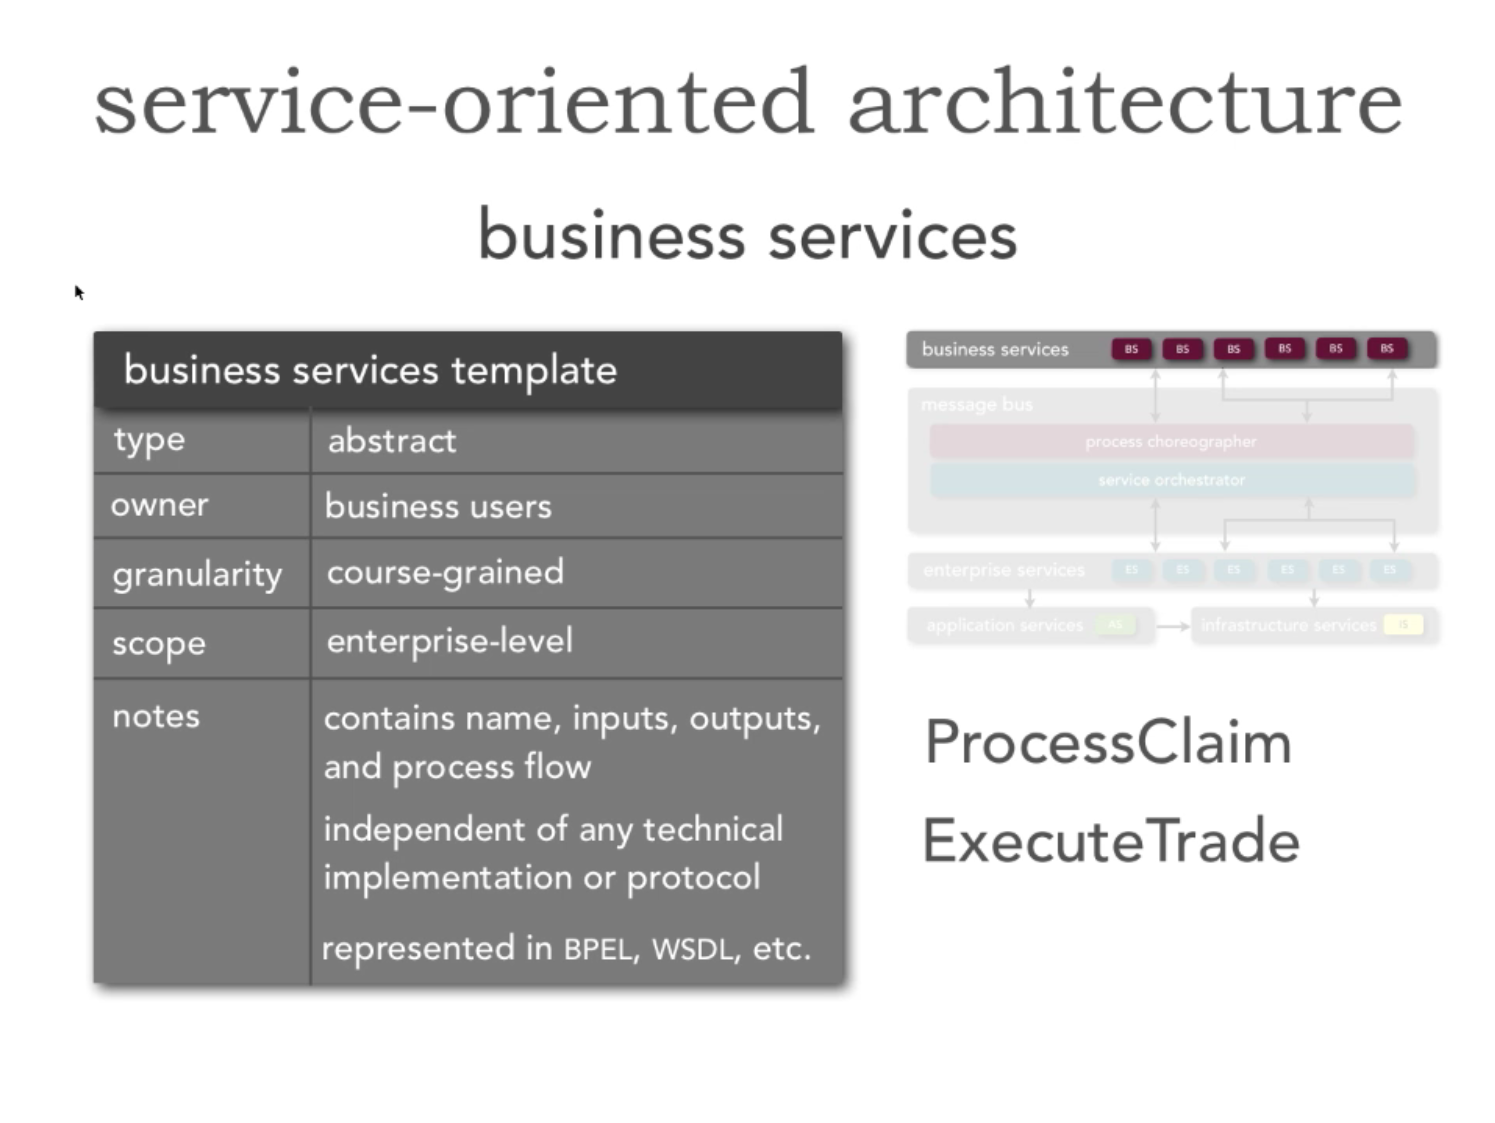 service-oriented architecture
business services
business services template
type abstract
owner business users
granularity course-grained
scope enterprise-level
notes contains name, inputs, outputs,
and process flow
independent of any technical
implementation or protocol
represented in BPEL, WSDL, etc.
business services BS BS BS BS BS BS
message bus
process choreographer
service orchestrator
enterprise services ES ES ES ES ES ES
application services AS infrastructure services IS
ProcessClaim
ExecuteTrade